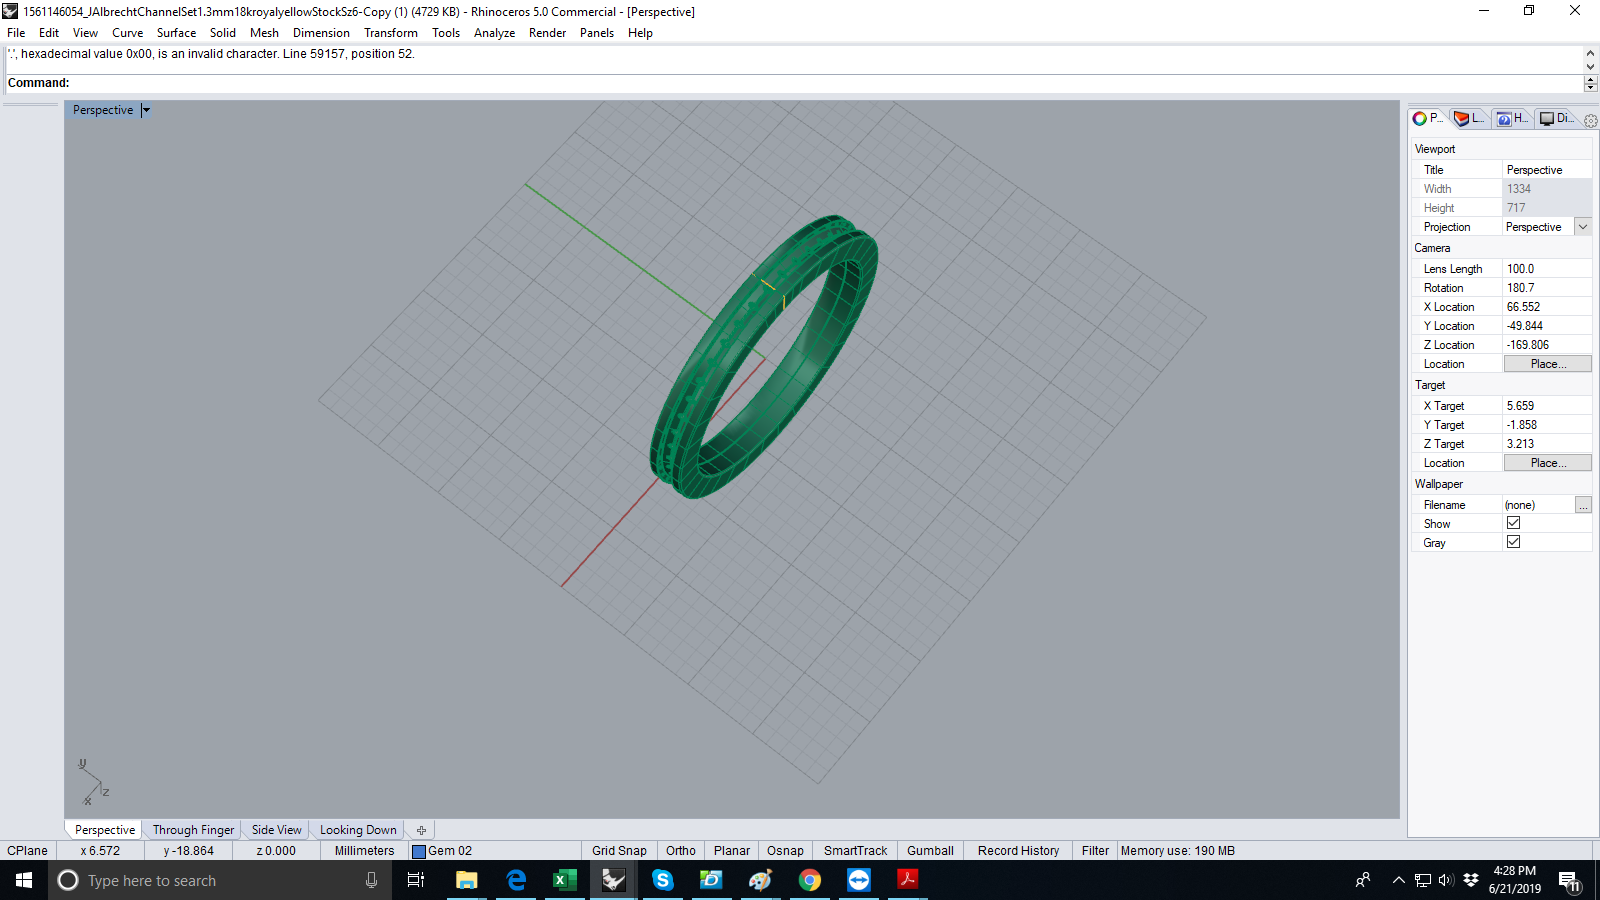 1561146054_JAlbrechtChannelSet1.3mm18kroyalyellowStockSz6-Copy (1) (4729 KB) - Rhinoceros 5.0 Commercial - [Perspective]
File Edit View Curve Surface Solid Mesh Dimension Transform Tools Analyze Render Panels Help
'.', hexadecimal value 0x00, is an invalid character. Line 59157, position 52.
Command:
Perspective
P... L... H... Di...
Viewport
Title Perspective
Width 1334
Height 717
Projection Perspective
Camera
Lens Length 100.0
Rotation 180.7
X Location 66.552
Y Location -49.844
Z Location -169.806
Location Place...
Target
X Target 5.659
Y Target -1.858
Z Target 3.213
Location Place...
Wallpaper
Filename (none) ...
Show
Gray
y
z
x
Perspective Through Finger Side View Looking Down
CPlane x 6.572 y -18.864 z 0.000 Millimeters Gem 02 Grid Snap Ortho Planar Osnap SmartTrack Gumball Record History Filter Memory use: 190 MB
Type here to search
4:28 PM
6/21/2019
11